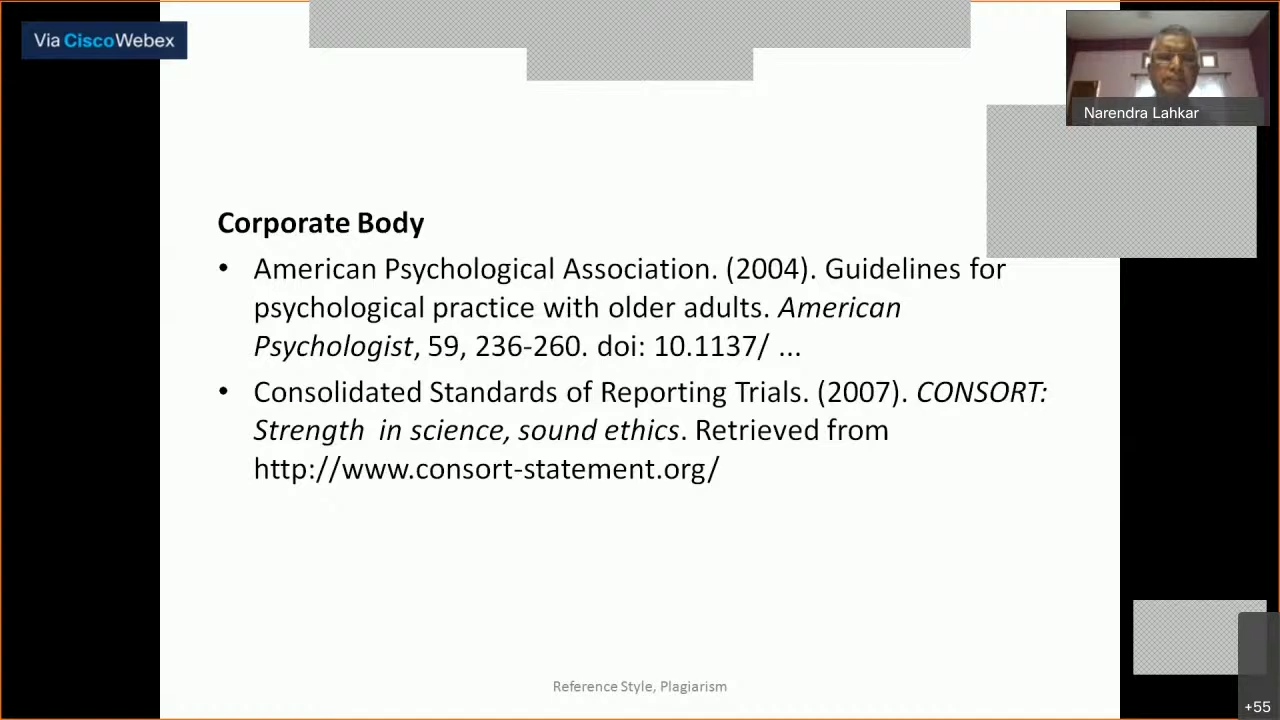 Via CiscoWebex
Narendra Lahkar
Corporate Body
• American Psychological Association. (2004). Guidelines for
psychological practice with older adults. American
Psychologist, 59, 236-260. doi: 10.1137/ ...
• Consolidated Standards of Reporting Trials. (2007). CONSORT:
Strength in science, sound ethics. Retrieved from
http://www.consort-statement.org/
Reference Style, Plagiarism
+55